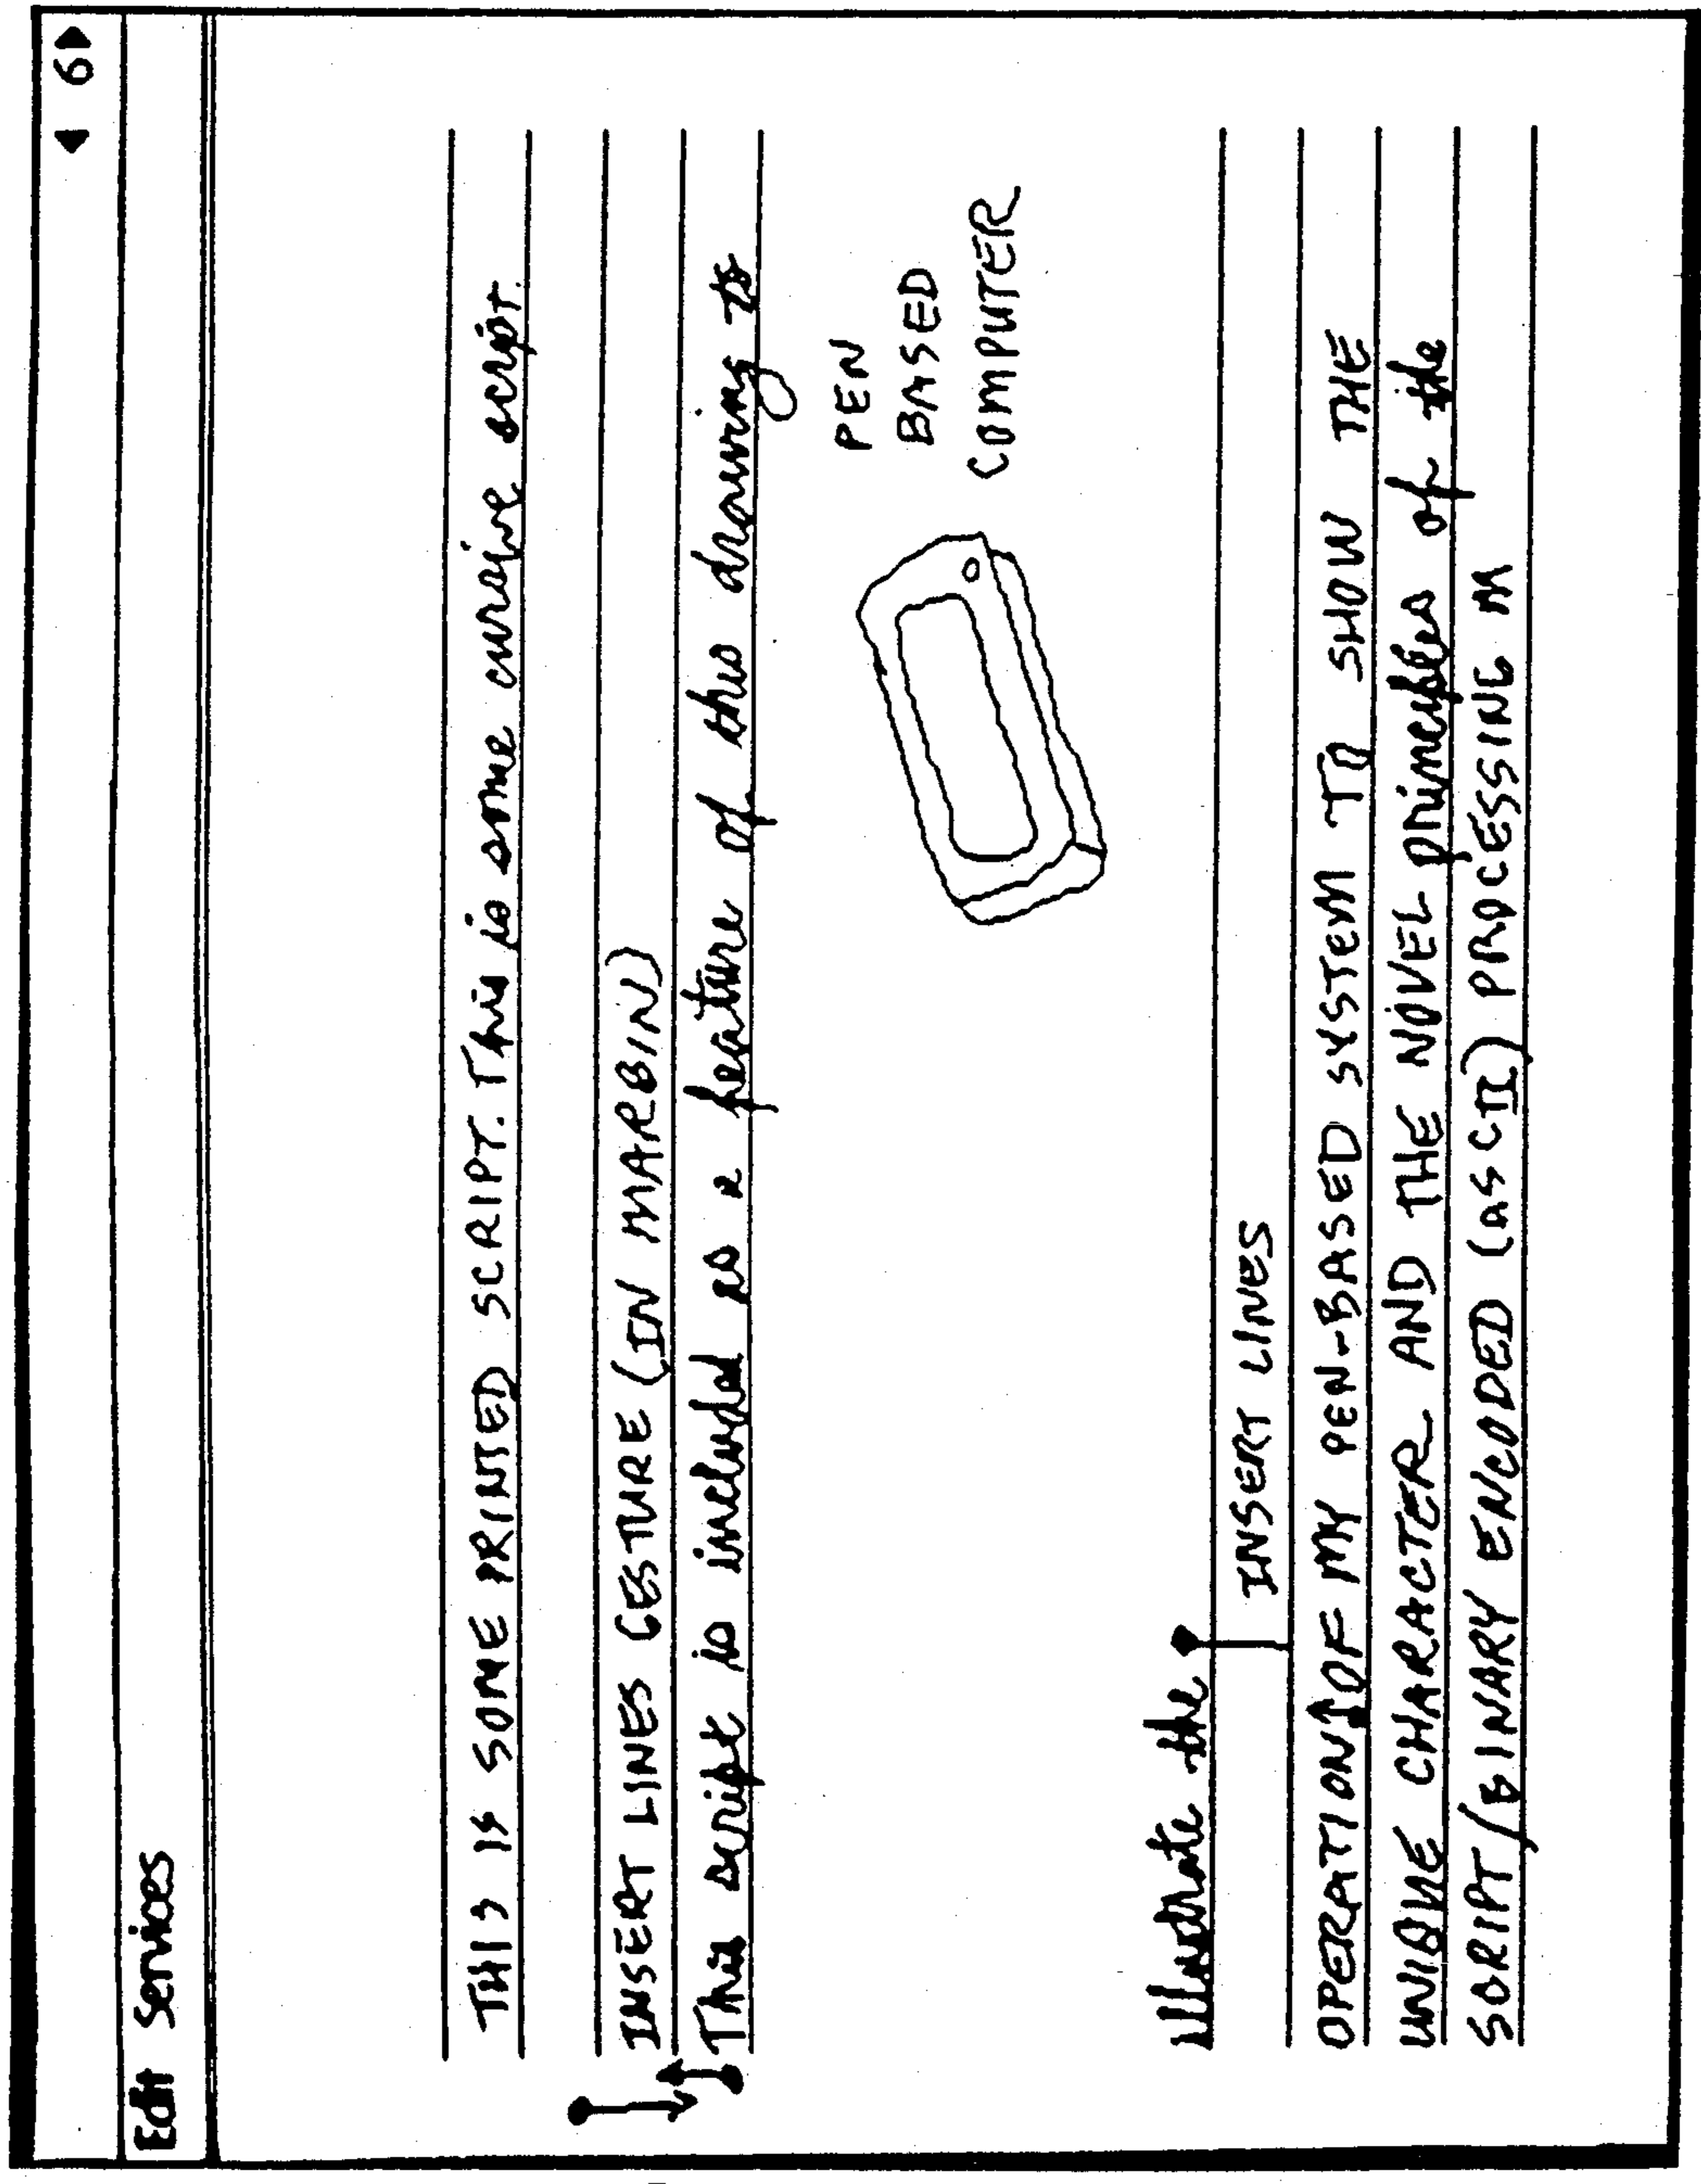 ◀ 6 ▶
Edit Services
THIS IS SOME PRINTED SCRIPT. This is some cursive script.
INSERT LINES GESTURE (IN MARGIN)
This script is included as a feature of this drawing to
PEN
BASED
COMPUTER
illustrate the
INSERT LINES
OPERATION OF MY PEN-BASED SYSTEM TO SHOW THE
UNIQUE CHARACTER AND THE NOVEL principles of the
SCRIPT/BINARY ENCODED (ASCII) PROCESSING M